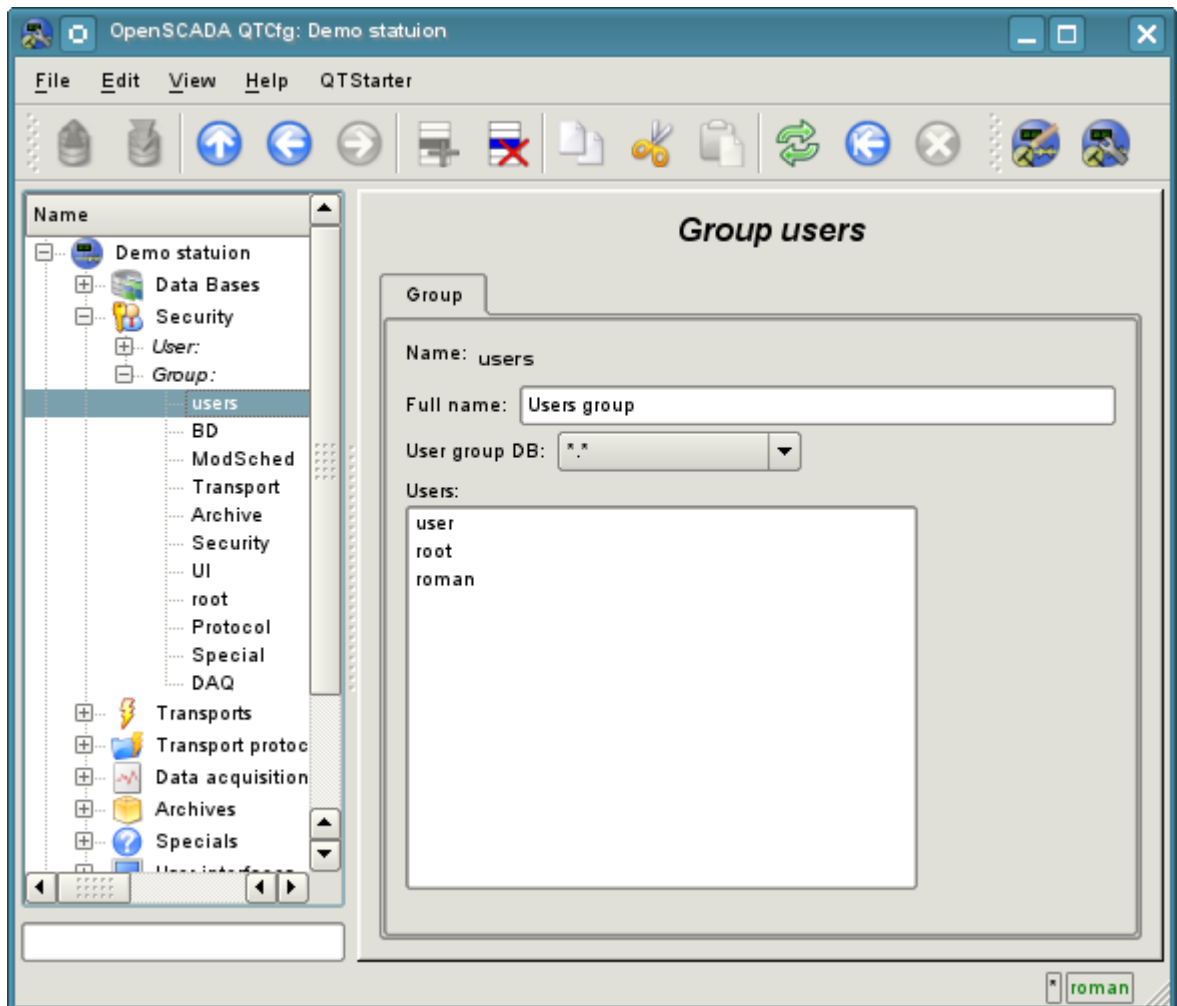 OpenSCADA QTCfg: Demo statuion
File Edit View Help QTStarter
Name
Demo statuion
Data Bases
Security
User:
Group:
users
BD
ModSched
Transport
Archive
Security
UI
root
Protocol
Special
DAQ
Transports
Transport protoc
Data acquisition
Archives
Specials
User interfaces
Group users
Group
Name: users
Full name: Users group
User group DB: *.*
Users:
user
root
roman
* roman